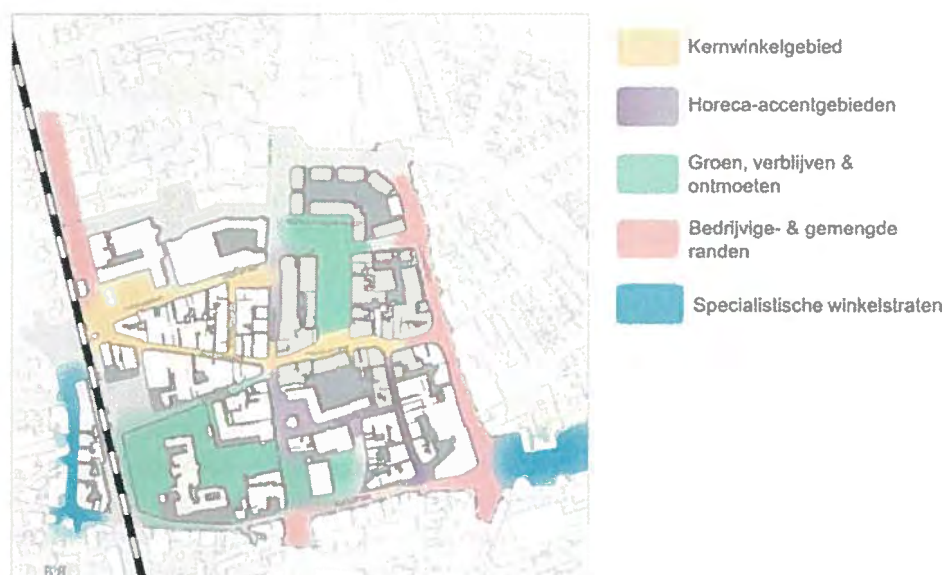 Kernwinkelgebied
Horeca-accentgebieden
Groen, verblijven &
ontmoeten
Bedrijvige- & gemengde
randen
Specialistische winkelstraten